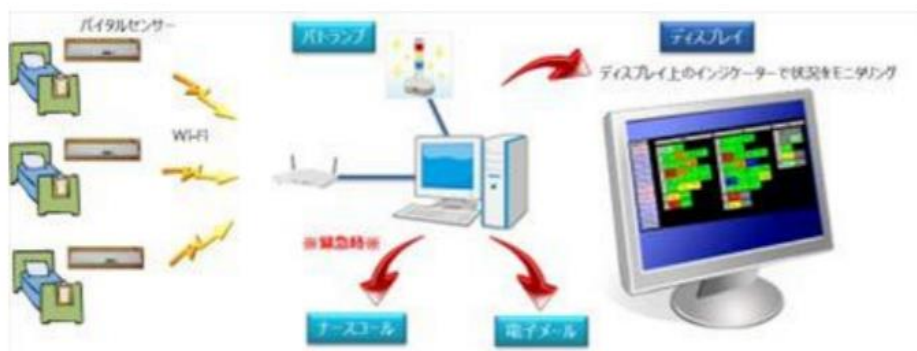 バイタルセンサー
パトランプ
ディスプレイ
ディスプレイ上のインジケーターで状況をモニタリング
Wi-Fi
※緊急時※
ナースコール
電子メール